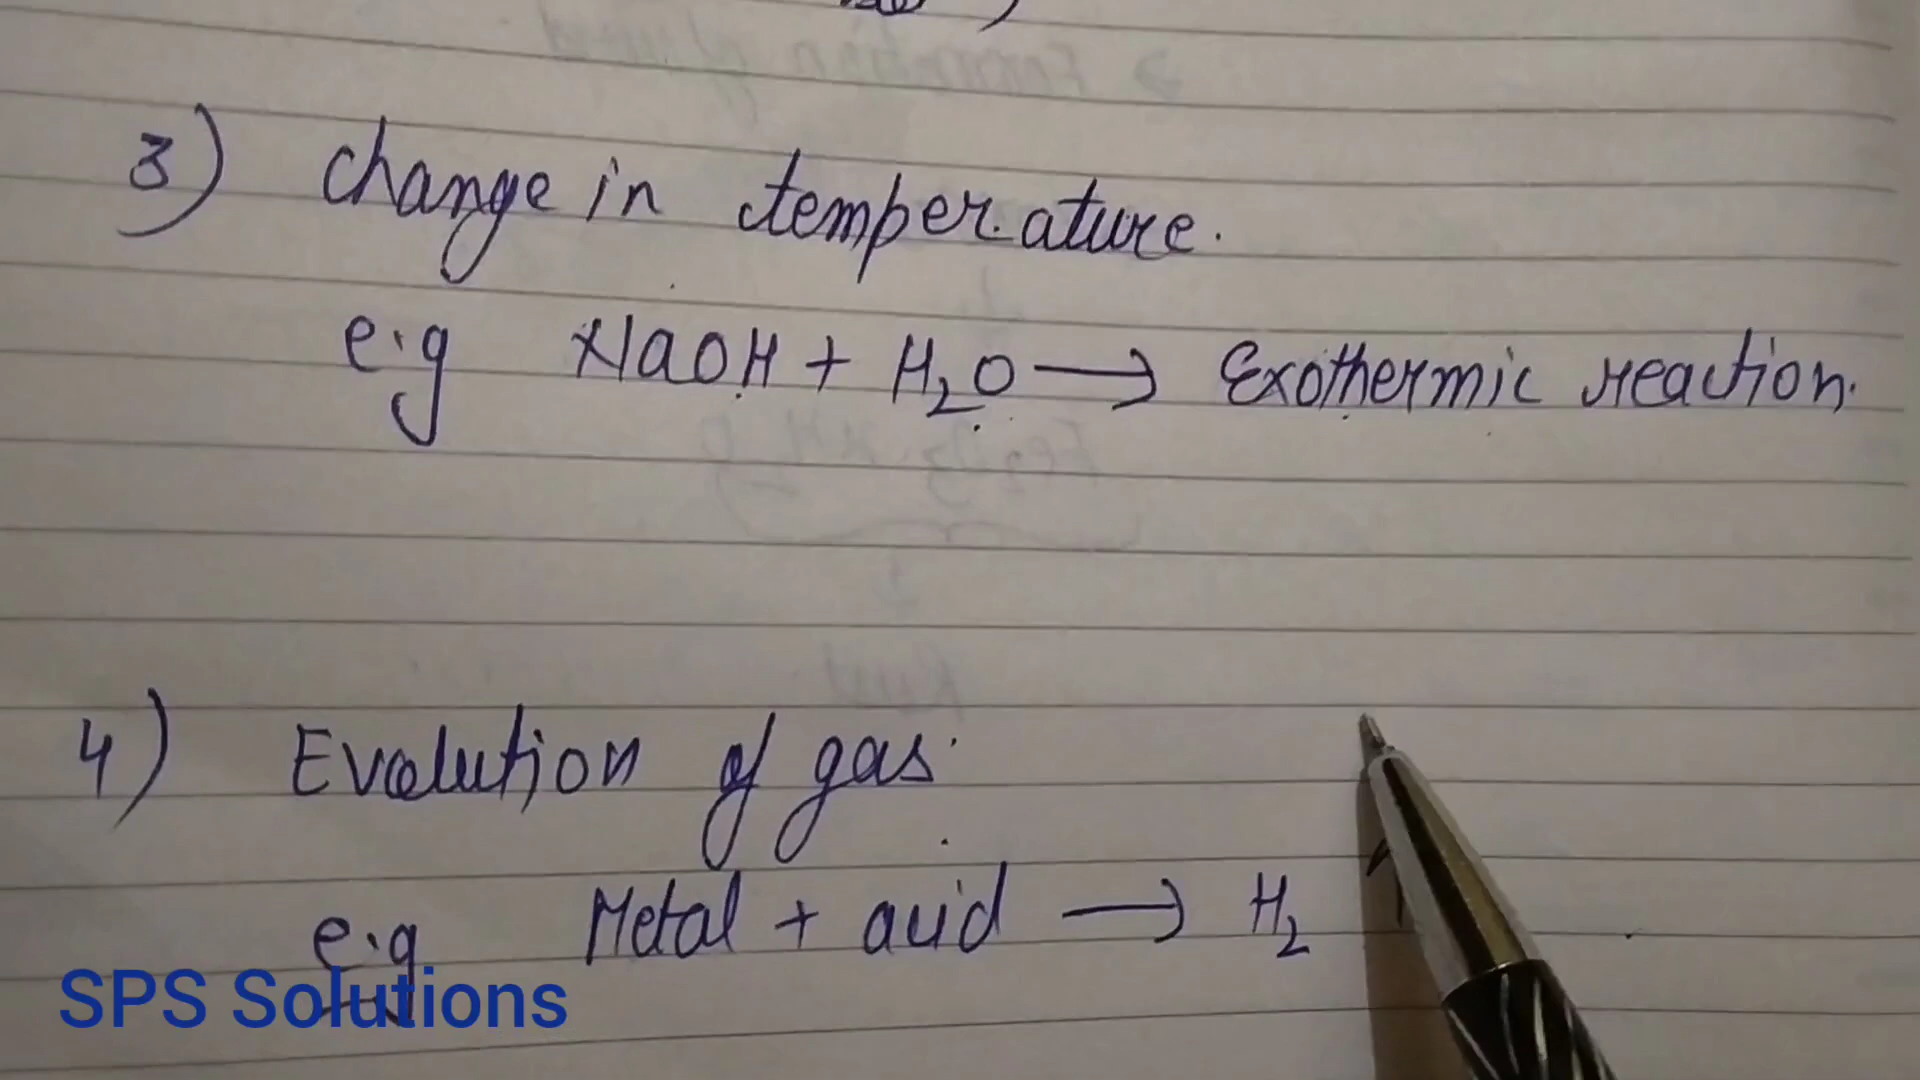 3) Change in temperature.
e.g NaOH + H₂O → Exothermic reaction.
4) Evolution of gas.
e.g Metal + acid → H₂ ↑
SPS Solutions